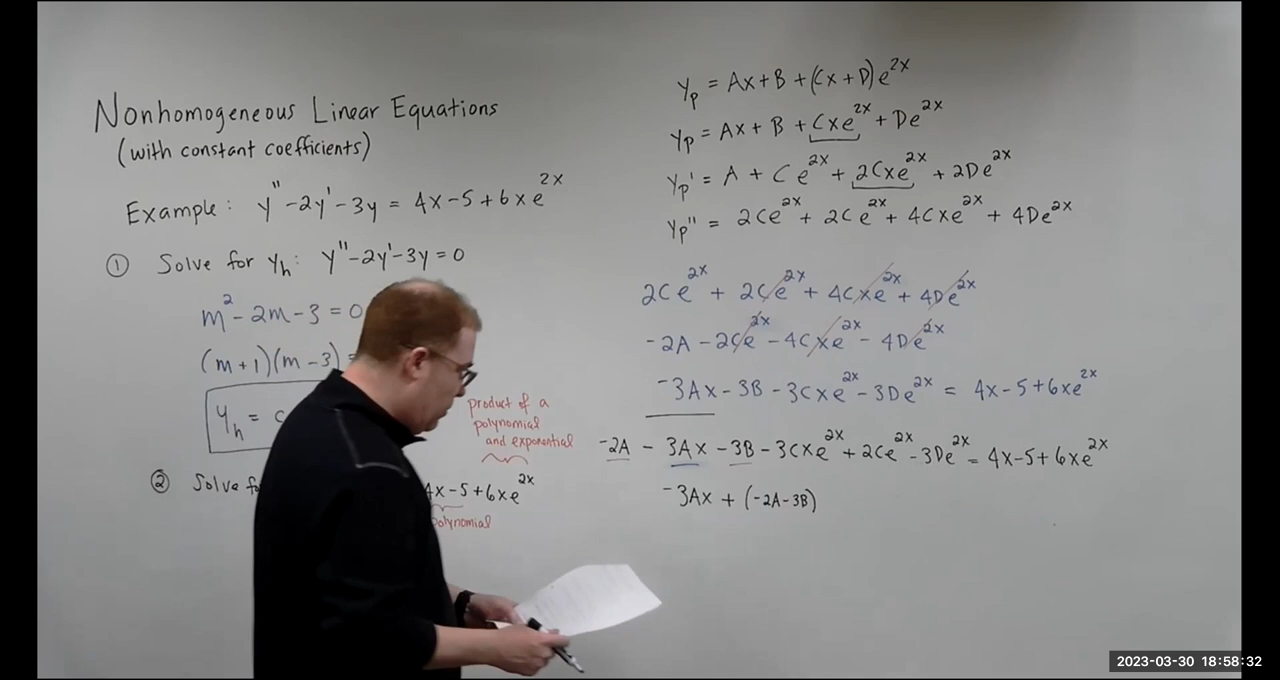 Nonhomogeneous Linear Equations
(with constant coefficients)
Example: y'' - 2y' - 3y = 4x - 5 + 6xe^{2x}
① Solve for y_h: y'' - 2y' - 3y = 0
m² - 2m - 3 = 0
(m + 1)(m - 3) =
y_h = c
product of a
polynomial
and exponential
② Solve fo
4x - 5 + 6xe^{2x}
polynomial
y_p = Ax + B + (Cx + D)e^{2x}
y_p = Ax + B + Cxe^{2x} + De^{2x}
y_p' = A + Ce^{2x} + 2Cxe^{2x} + 2De^{2x}
y_p'' = 2Ce^{2x} + 2Ce^{2x} + 4Cxe^{2x} + 4De^{2x}
2Ce^{2x} + 2Ce^{2x} + 4Cxe^{2x} + 4De^{2x}
-2A - 2Ce^{2x} - 4Cxe^{2x} - 4De^{2x}
-3Ax - 3B - 3Cxe^{2x} - 3De^{2x} = 4x - 5 + 6xe^{2x}
-2A - 3Ax - 3B - 3Cxe^{2x} + 2Ce^{2x} - 3De^{2x} = 4x - 5 + 6xe^{2x}
-3Ax + (-2A - 3B)
2023-03-30 18:58:32